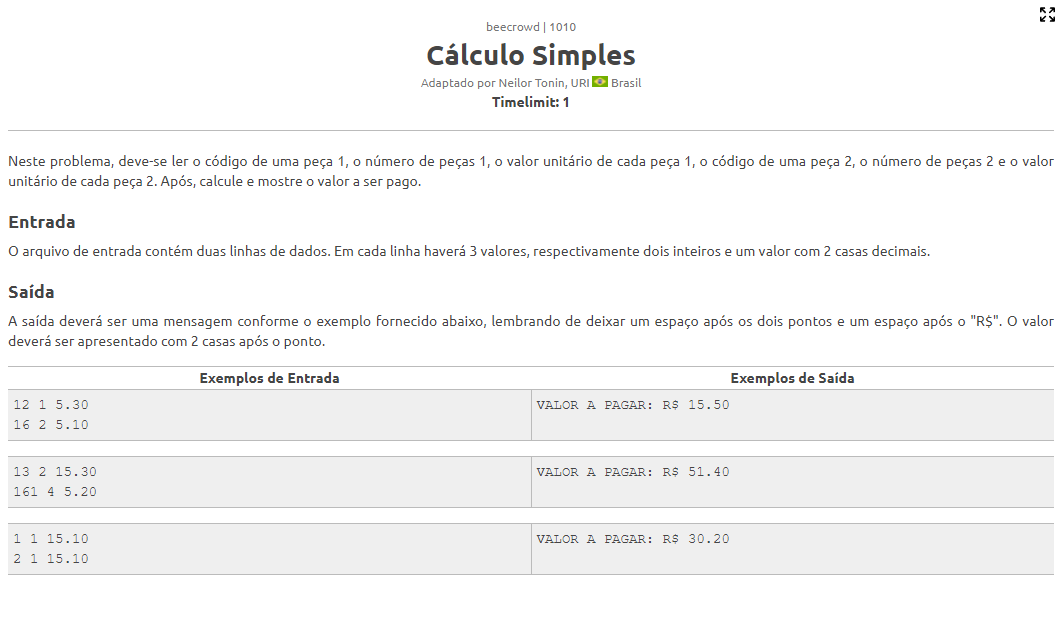 beecrowd | 1010
Cálculo Simples
Adaptado por Neilor Tonin, URI Brasil
Timelimit: 1
Neste problema, deve-se ler o código de uma peça 1, o número de peças 1, o valor unitário de cada peça 1, o código de uma peça 2, o número de peças 2 e o valor
unitário de cada peça 2. Após, calcule e mostre o valor a ser pago.
Entrada
O arquivo de entrada contém duas linhas de dados. Em cada linha haverá 3 valores, respectivamente dois inteiros e um valor com 2 casas decimais.
Saída
A saída deverá ser uma mensagem conforme o exemplo fornecido abaixo, lembrando de deixar um espaço após os dois pontos e um espaço após o "R$". O valor
deverá ser apresentado com 2 casas após o ponto.
Exemplos de Entrada Exemplos de Saída
12 1 5.30 VALOR A PAGAR: R$ 15.50
16 2 5.10
13 2 15.30 VALOR A PAGAR: R$ 51.40
161 4 5.20
1 1 15.10 VALOR A PAGAR: R$ 30.20
2 1 15.10